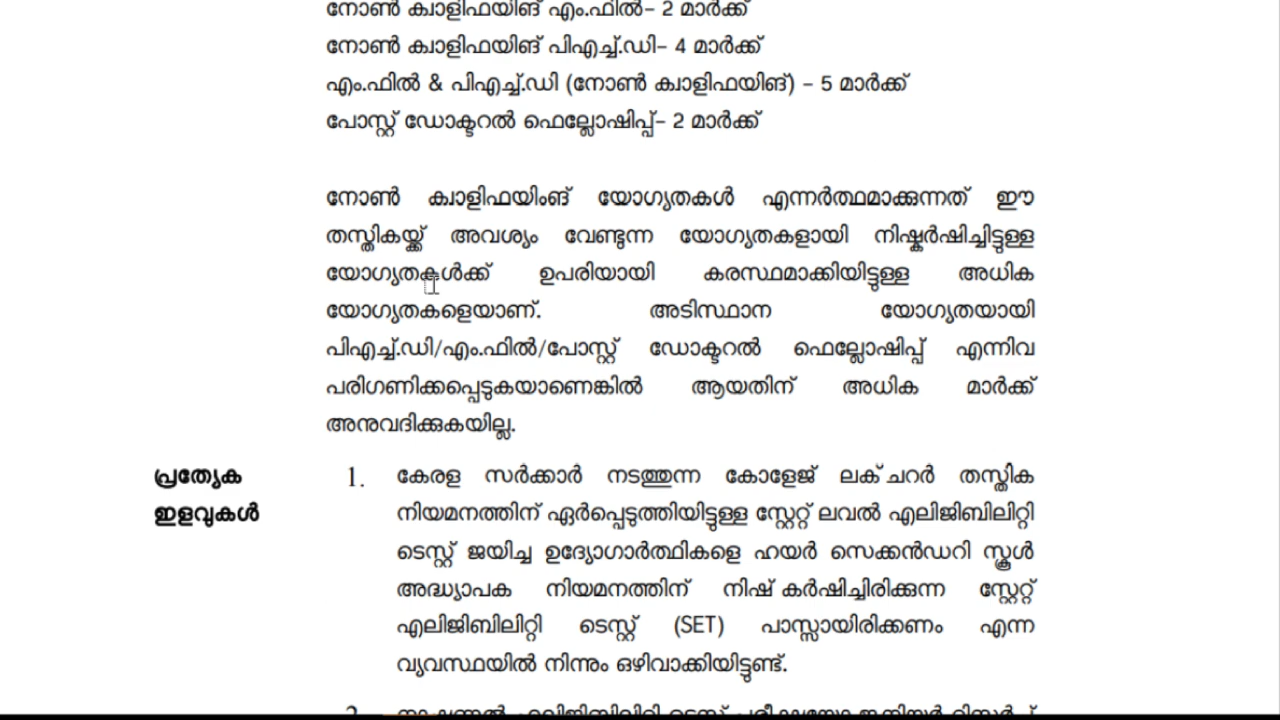 നോൺ ക്വാളിഫയിങ് എം.ഫിൽ– 2 മാർക്ക്
നോൺ ക്വാളിഫയിങ് പിഎച്ച്.ഡി– 4 മാർക്ക്
എം.ഫിൽ & പിഎച്ച്.ഡി (നോൺ ക്വാളിഫയിങ്) – 5 മാർക്ക്
പോസ്റ്റ് ഡോക്ടറൽ ഫെല്ലോഷിപ്പ്– 2 മാർക്ക്
നോൺ ക്വാളിഫയിംങ് യോഗ്യതകൾ എന്നർത്ഥമാക്കുന്നത് ഈ
തസ്തികയ്ക്ക് അവശ്യം വേണ്ടുന്ന യോഗ്യതകളായി നിഷ്കർഷിച്ചിട്ടുള്ള
യോഗ്യതകൾക്ക് ഉപരിയായി കരസ്ഥമാക്കിയിട്ടുള്ള അധിക
യോഗ്യതകളെയാണ്. അടിസ്ഥാന യോഗ്യതയായി
പിഎച്ച്.ഡി/എം.ഫിൽ/പോസ്റ്റ് ഡോക്ടറൽ ഫെല്ലോഷിപ്പ് എന്നിവ
പരിഗണിക്കപ്പെടുകയാണെങ്കിൽ ആയതിന് അധിക മാർക്ക്
അനുവദിക്കുകയില്ല.
പ്രത്യേക
ഇളവുകൾ
1. കേരള സർക്കാർ നടത്തുന്ന കോളേജ് ലക്‌ചറർ തസ്തിക
നിയമനത്തിന് ഏർപ്പെടുത്തിയിട്ടുള്ള സ്റ്റേറ്റ് ലവൽ എലിജിബിലിറ്റി
ടെസ്റ്റ് ജയിച്ച ഉദ്യോഗാർത്ഥികളെ ഹയർ സെക്കൻഡറി സ്കൂൾ
അദ്ധ്യാപക നിയമനത്തിന് നിഷ്‌കർഷിച്ചിരിക്കുന്ന സ്റ്റേറ്റ്
എലിജിബിലിറ്റി ടെസ്റ്റ് (SET) പാസ്സായിരിക്കണം എന്ന
വ്യവസ്ഥയിൽ നിന്നും ഒഴിവാക്കിയിട്ടുണ്ട്.